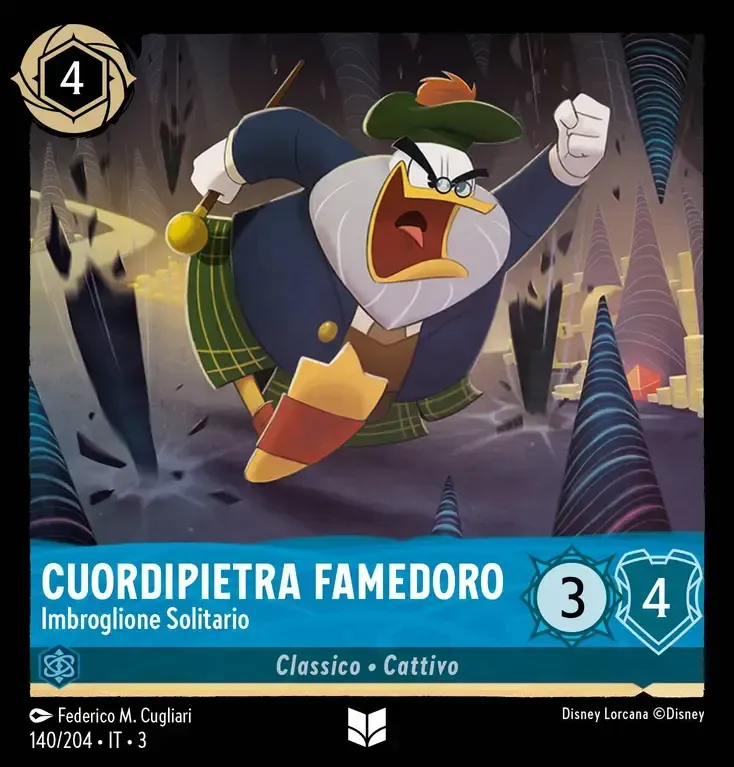 4
CUORDIPIETRA FAMEDORO
Imbroglione Solitario
3
4
Classico • Cattivo
Federico M. Cugliari
Disney Lorcana ©Disney
140/204 • IT • 3